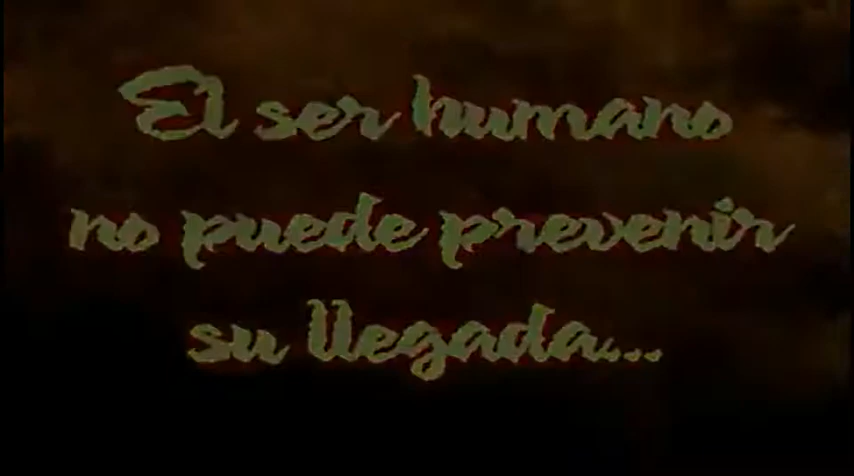 El ser humano
no puede prevenir
su llegada...